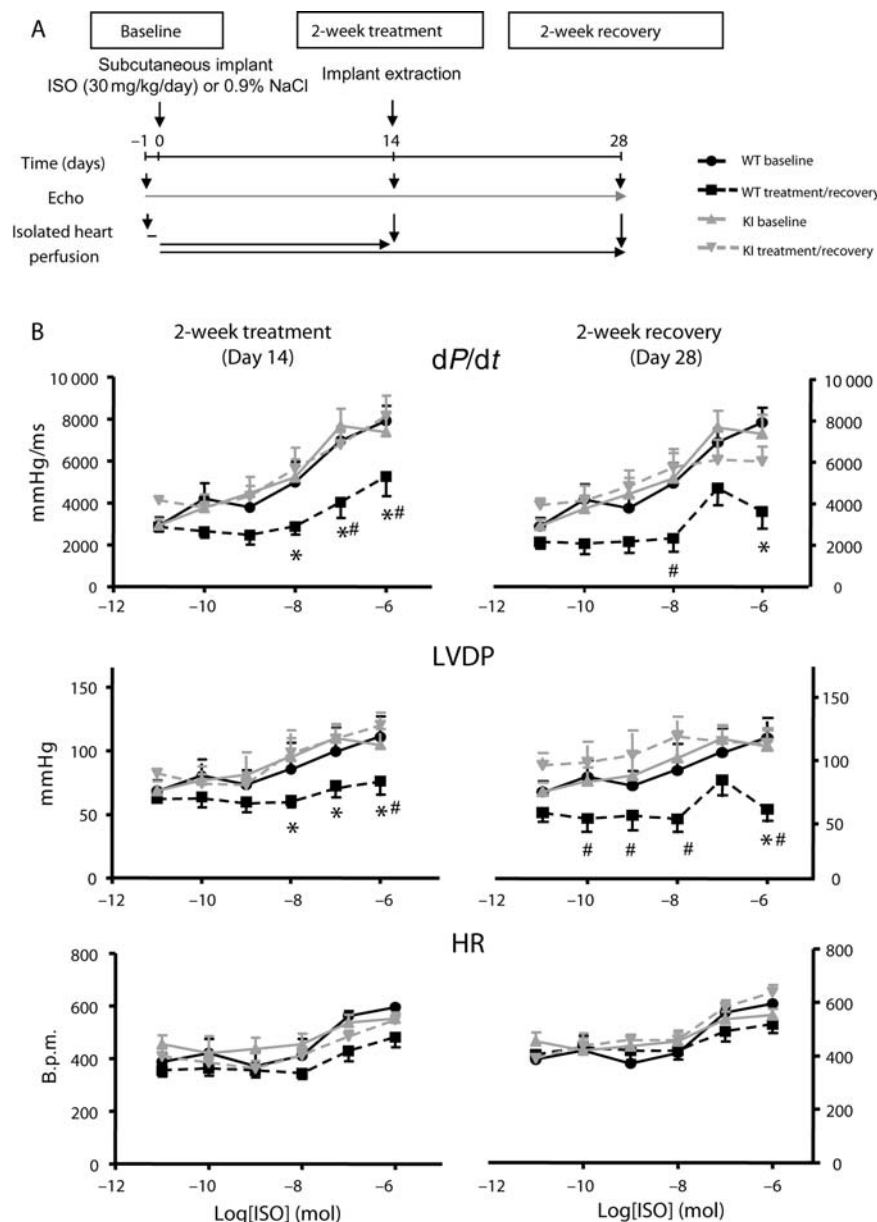 A
Baseline
2-week treatment
2-week recovery
Subcutaneous implant
ISO (30 mg/kg/day) or 0.9% NaCl
Implant extraction
–1 0 14 28
Time (days)
Echo
Isolated heart
perfusion
WT baseline
WT treatment/recovery
KI baseline
KI treatment/recovery
B
2-week treatment
(Day 14)
2-week recovery
(Day 28)
dP/dt
mmHg/ms
10 000
8000
6000
4000
2000
0
* *# *#
–12 –10 –8 –6
10 000
8000
6000
4000
2000
0
# *
–12 –10 –8 –6
LVDP
mmHg
150
100
50
0
* * *#
–12 –10 –8 –6
150
100
50
0
# # # *#
–12 –10 –8 –6
HR
B.p.m.
800
600
400
200
0
–12 –10 –8 –6
Log[ISO] (mol)
800
600
400
200
0
–12 –10 –8 –6
Log[ISO] (mol)